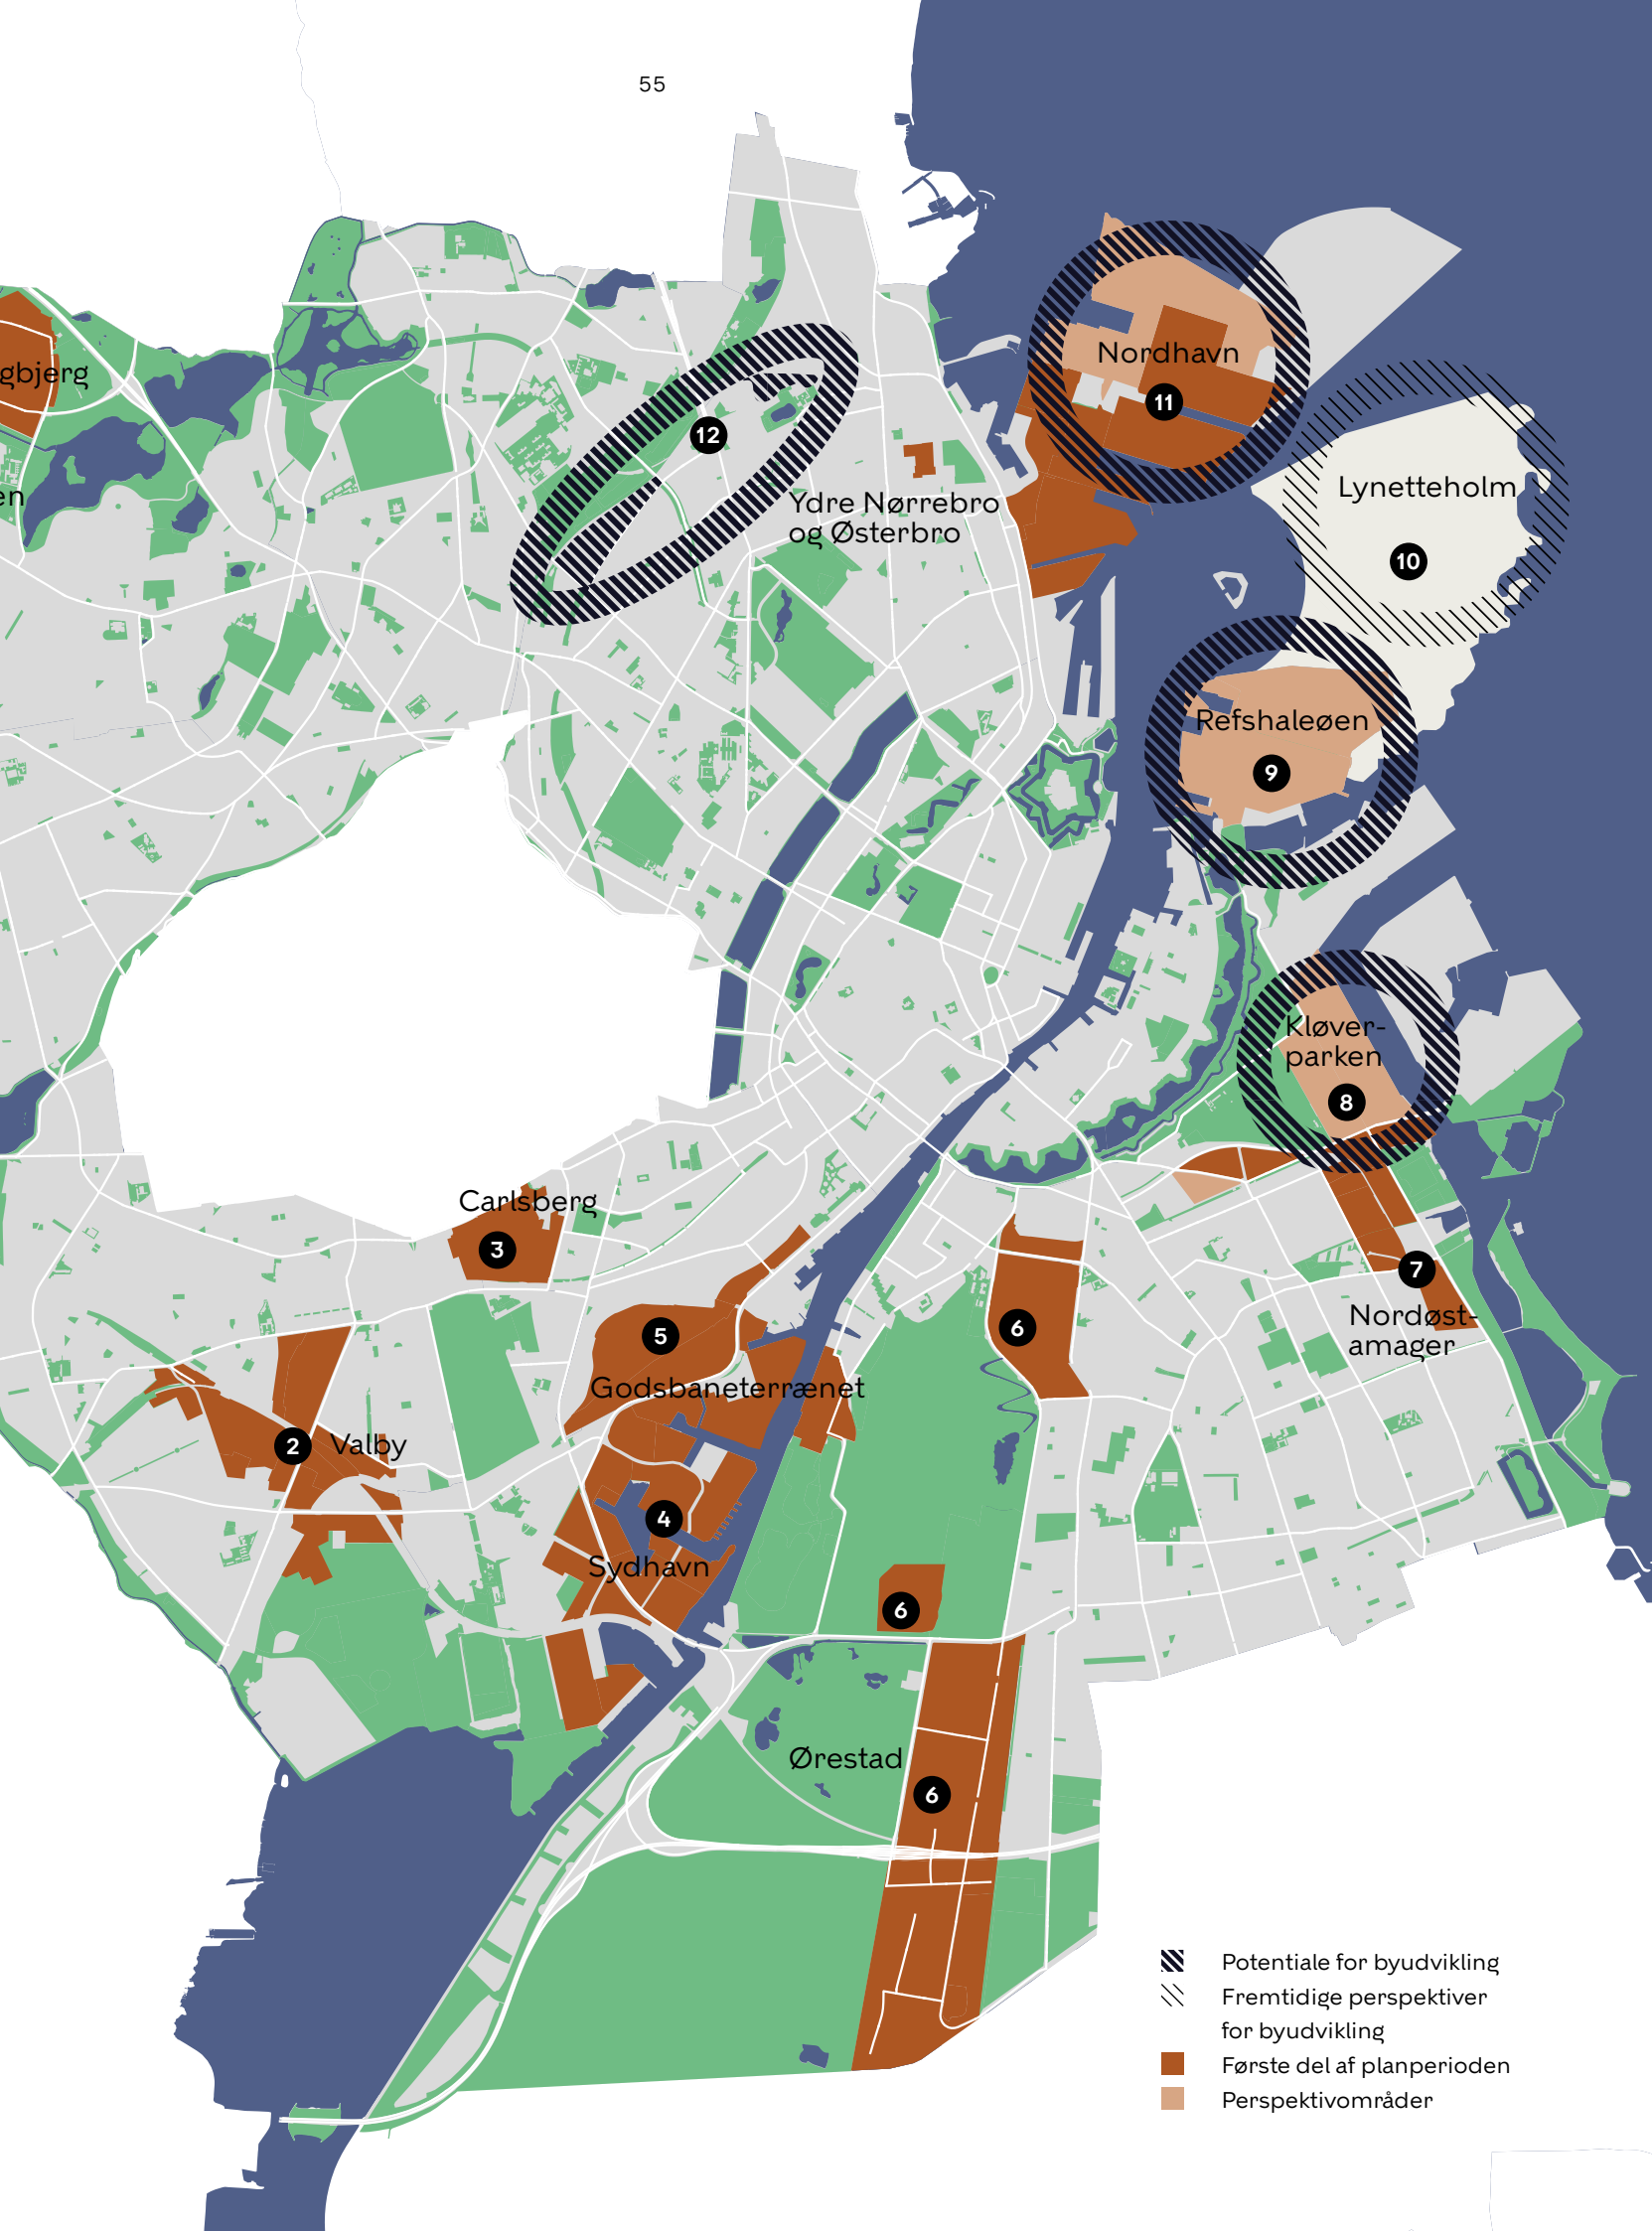 55
Nordhavn
11
gbjerg
12
Lynetteholm
en
Ydre Nørrebro
og Østerbro
10
Refshaleøen
9
Kløver-
parken
8
Carlsberg
3
7
Nordøst-
amager
5
6
Godsbaneterrænet
2
Valby
4
Sydhavn
6
Ørestad
6
Potentiale for byudvikling
Fremtidige perspektiver
for byudvikling
Første del af planperioden
Perspektivområder